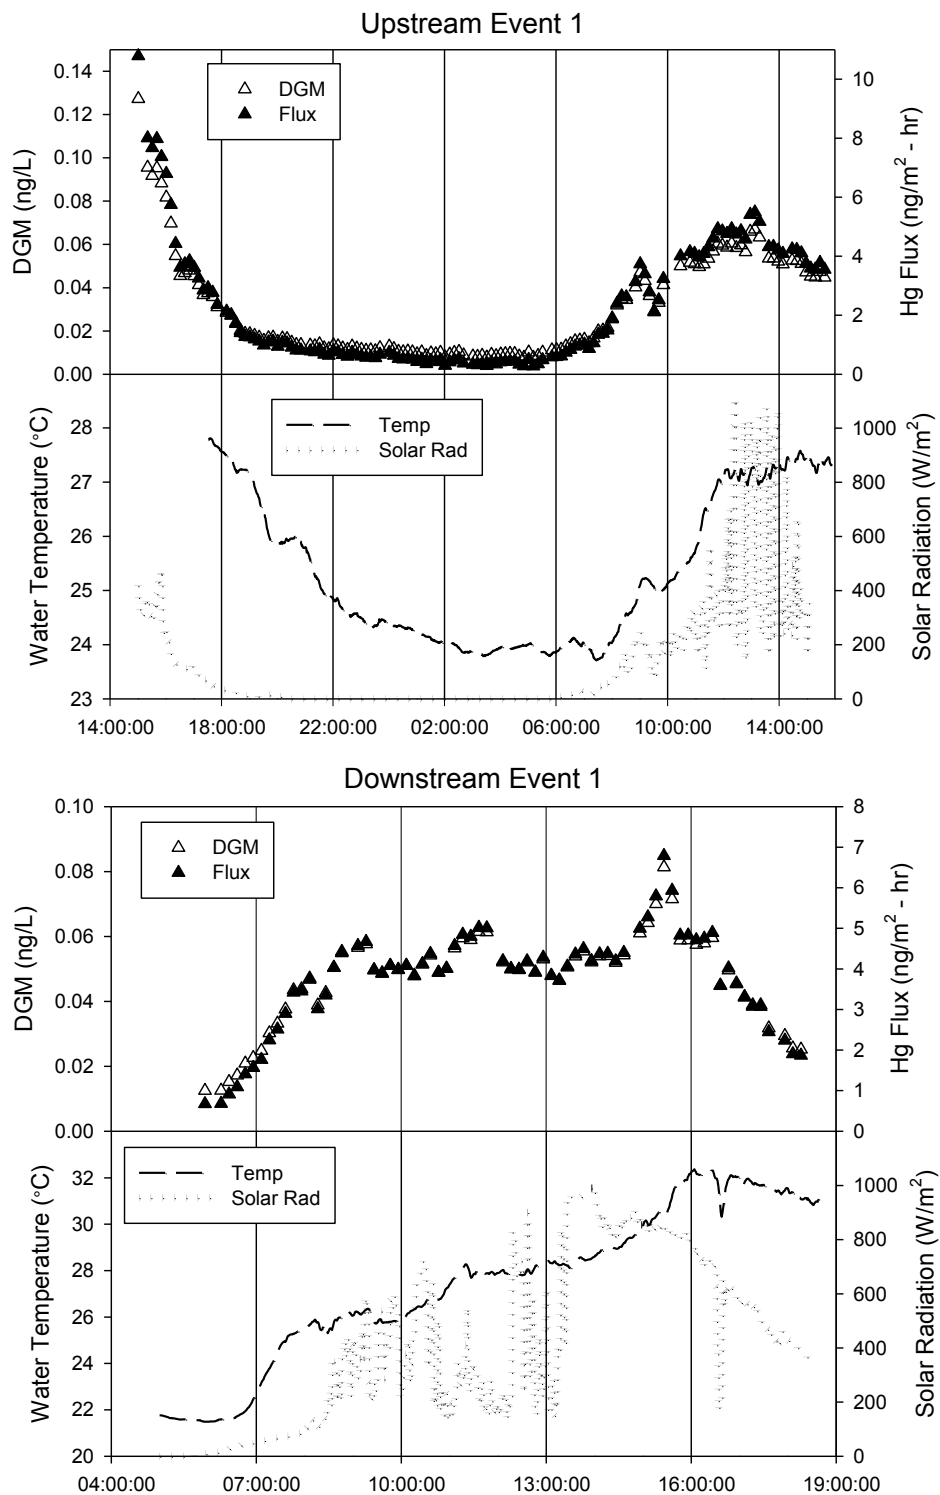 Upstream Event 1
0.14
0.12
0.10
0.08
0.06
0.04
0.02
0.00
DGM (ng/L)
DGM
Flux
10
8
6
4
2
0
Hg Flux (ng/m² - hr)
28
27
26
25
24
23
Water Temperature (°C)
Temp
Solar Rad
1000
800
600
400
200
0
Solar Radiation (W/m²)
14:00:00 18:00:00 22:00:00 02:00:00 06:00:00 10:00:00 14:00:00
Downstream Event 1
0.10
0.08
0.06
0.04
0.02
0.00
DGM (ng/L)
DGM
Flux
8
7
6
5
4
3
2
1
0
Hg Flux (ng/m² - hr)
32
30
28
26
24
22
20
Water Temperature (°C)
Temp
Solar Rad
1000
800
600
400
200
0
Solar Radiation (W/m²)
04:00:00 07:00:00 10:00:00 13:00:00 16:00:00 19:00:00